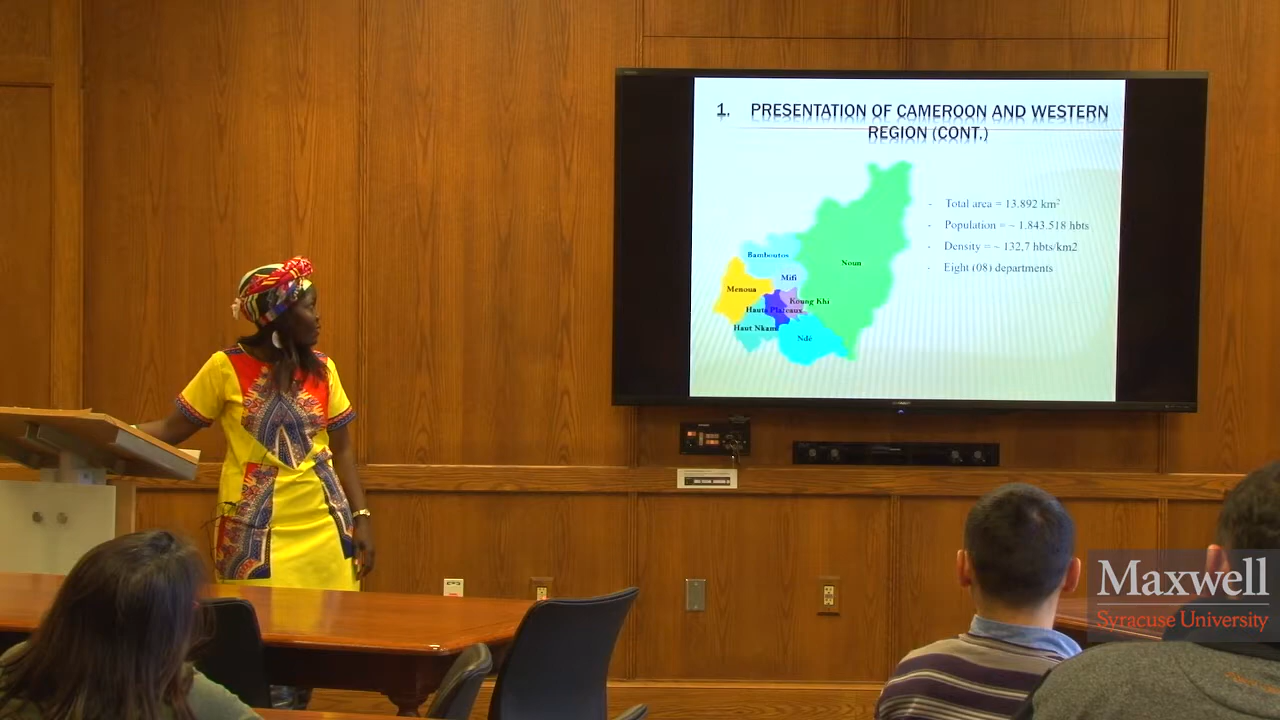 1. PRESENTATION OF CAMEROON AND WESTERN
REGION (CONT.)
- Total area = 13.892 km²
- Population = ~ 1.843.518 hbts
- Density = ~ 132,7 hbts/km2
- Eight (08) departments
Noun
Bamboutos
Mifi
Menoua
Koung Khi
Hauts Plateaux
Haut Nkam
Ndé
Maxwell
Syracuse University